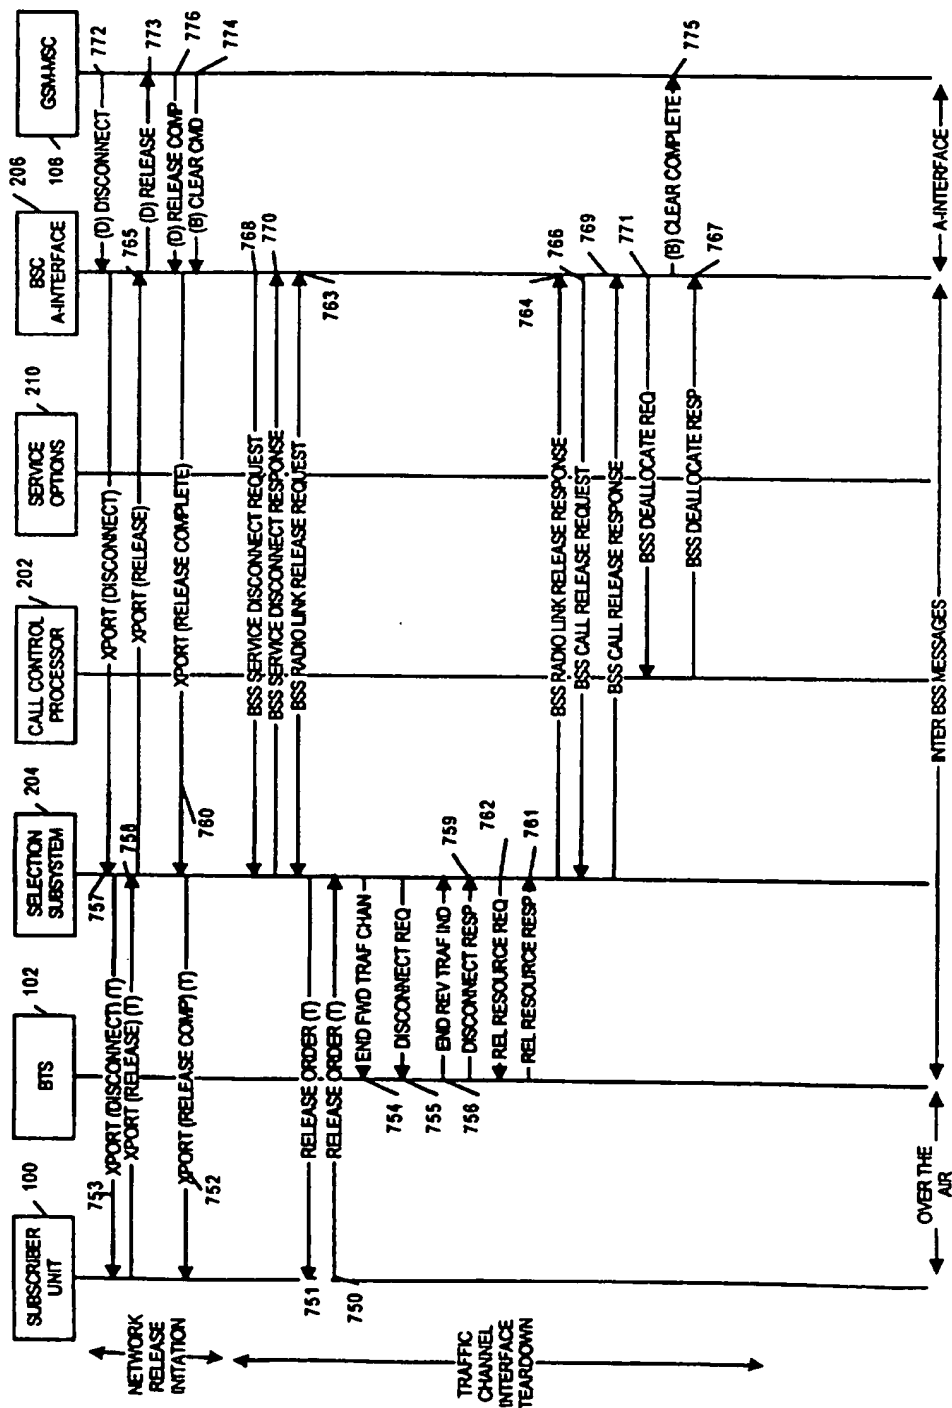 SUBSCRIBER
UNIT
100
BTS
102
SELECTION
SUBSYSTEM
204
CALL CONTROL
PROCESSOR
202
SERVICE
OPTIONS
210
BSC
A-INTERFACE
206
GSM-MSC
106
NETWORK
RELEASE
INITATION
772
(D) DISCONNECT
XPORT (DISCONNECT)
757
XPORT (DISCONNECT) (T)
753
XPORT (RELEASE) (T)
758
XPORT (RELEASE)
765
(D) RELEASE
773
(D) RELEASE COMP
776
(B) CLEAR CMD
774
XPORT (RELEASE COMPLETE)
760
XPORT (RELEASE COMP) (T)
752
TRAFFIC
CHANNEL
INTERFACE
TEARDOWN
BSS SERVICE DISCONNECT REQUEST
768
BSS SERVICE DISCONNECT RESPONSE
770
BSS RADIO LINK RELEASE REQUEST
763
RELEASE ORDER (T)
751
RELEASE ORDER (T)
750
END FWD TRAF CHAN
754
DISCONNECT REQ
755
END REV TRAF IND
756
DISCONNECT RESP
759
REL RESOURCE REQ
762
REL RESOURCE RESP
761
BSS RADIO LINK RELEASE RESPONSE
764
BSS CALL RELEASE REQUEST
766
BSS CALL RELEASE RESPONSE
769
BSS DEALLOCATE REQ
771
(B) CLEAR COMPLETE
775
BSS DEALLOCATE RESP
767
OVER THE
AIR
INTER BSS MESSAGES
A-INTERFACE